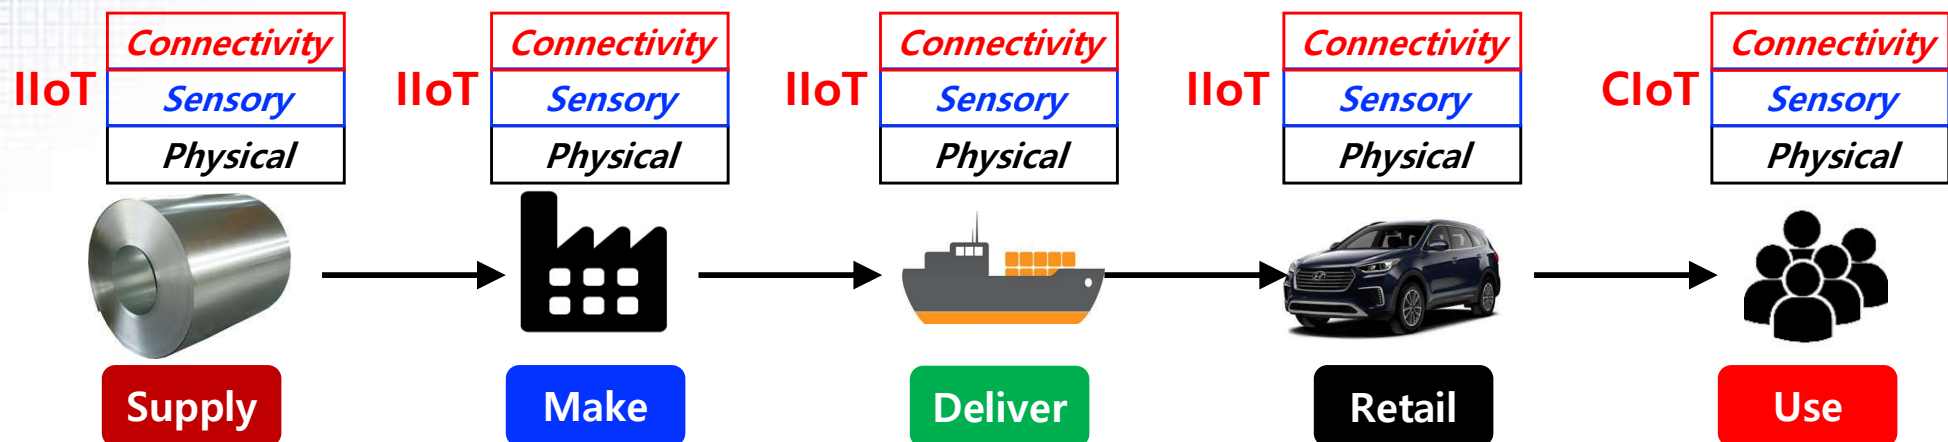 Connectivity
IIoT
Sensory
Physical
Connectivity
IIoT
Sensory
Physical
Connectivity
IIoT
Sensory
Physical
Connectivity
IIoT
Sensory
Physical
Connectivity
CIoT
Sensory
Physical
Supply
Make
Deliver
Retail
Use